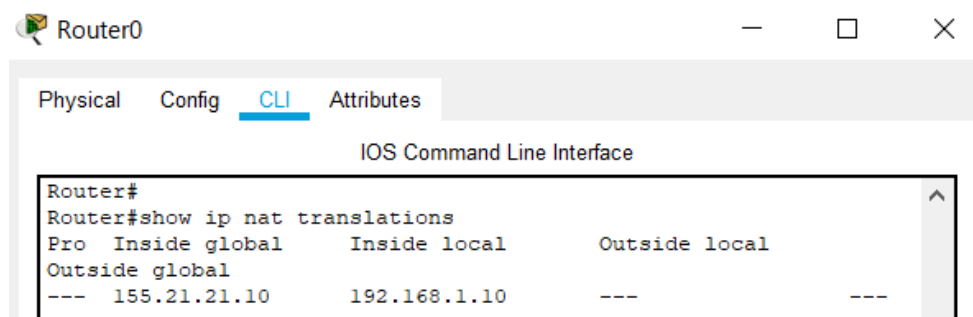 Router0
Physical Config CLI Attributes
IOS Command Line Interface
Router#
Router#show ip nat translations
Pro  Inside global     Inside local       Outside local
Outside global
---  155.21.21.10      192.168.1.10       ---                ---